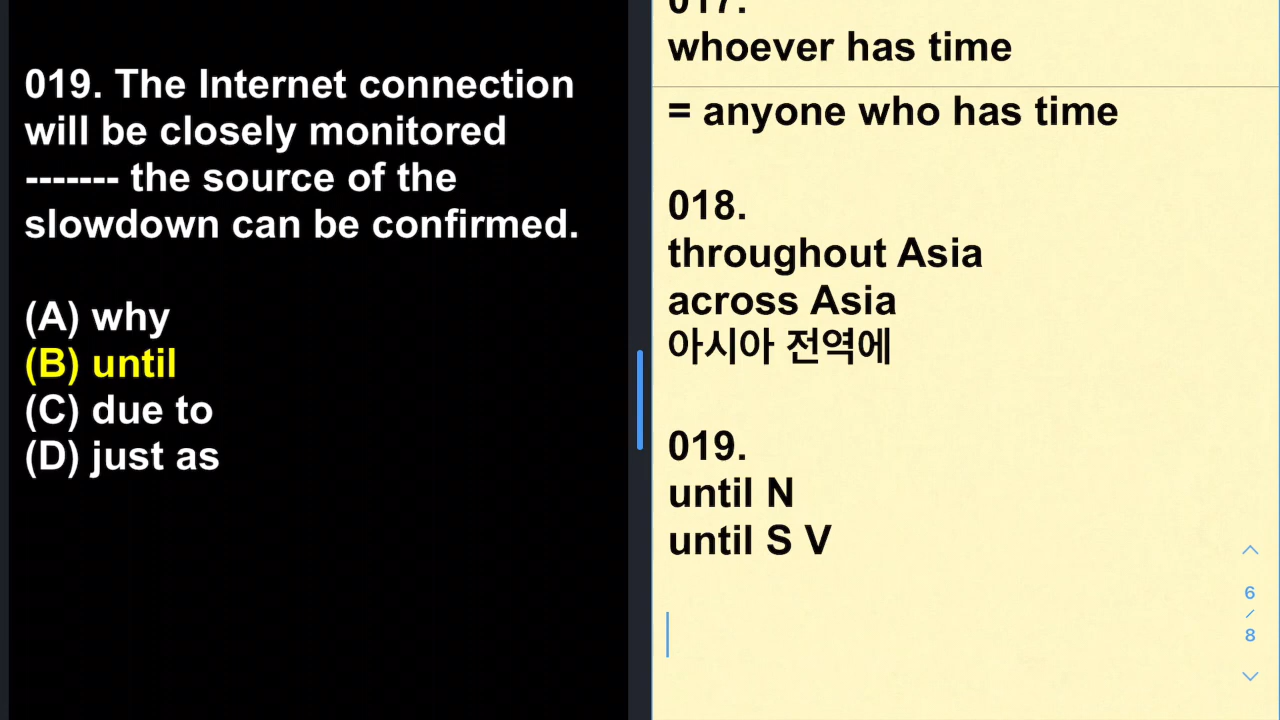 019. The Internet connection
will be closely monitored
------- the source of the
slowdown can be confirmed.
(A) why
(B) until
(C) due to
(D) just as
017.
whoever has time
= anyone who has time
018.
throughout Asia
across Asia
아시아 전역에
019.
until N
until S V
6
/
8